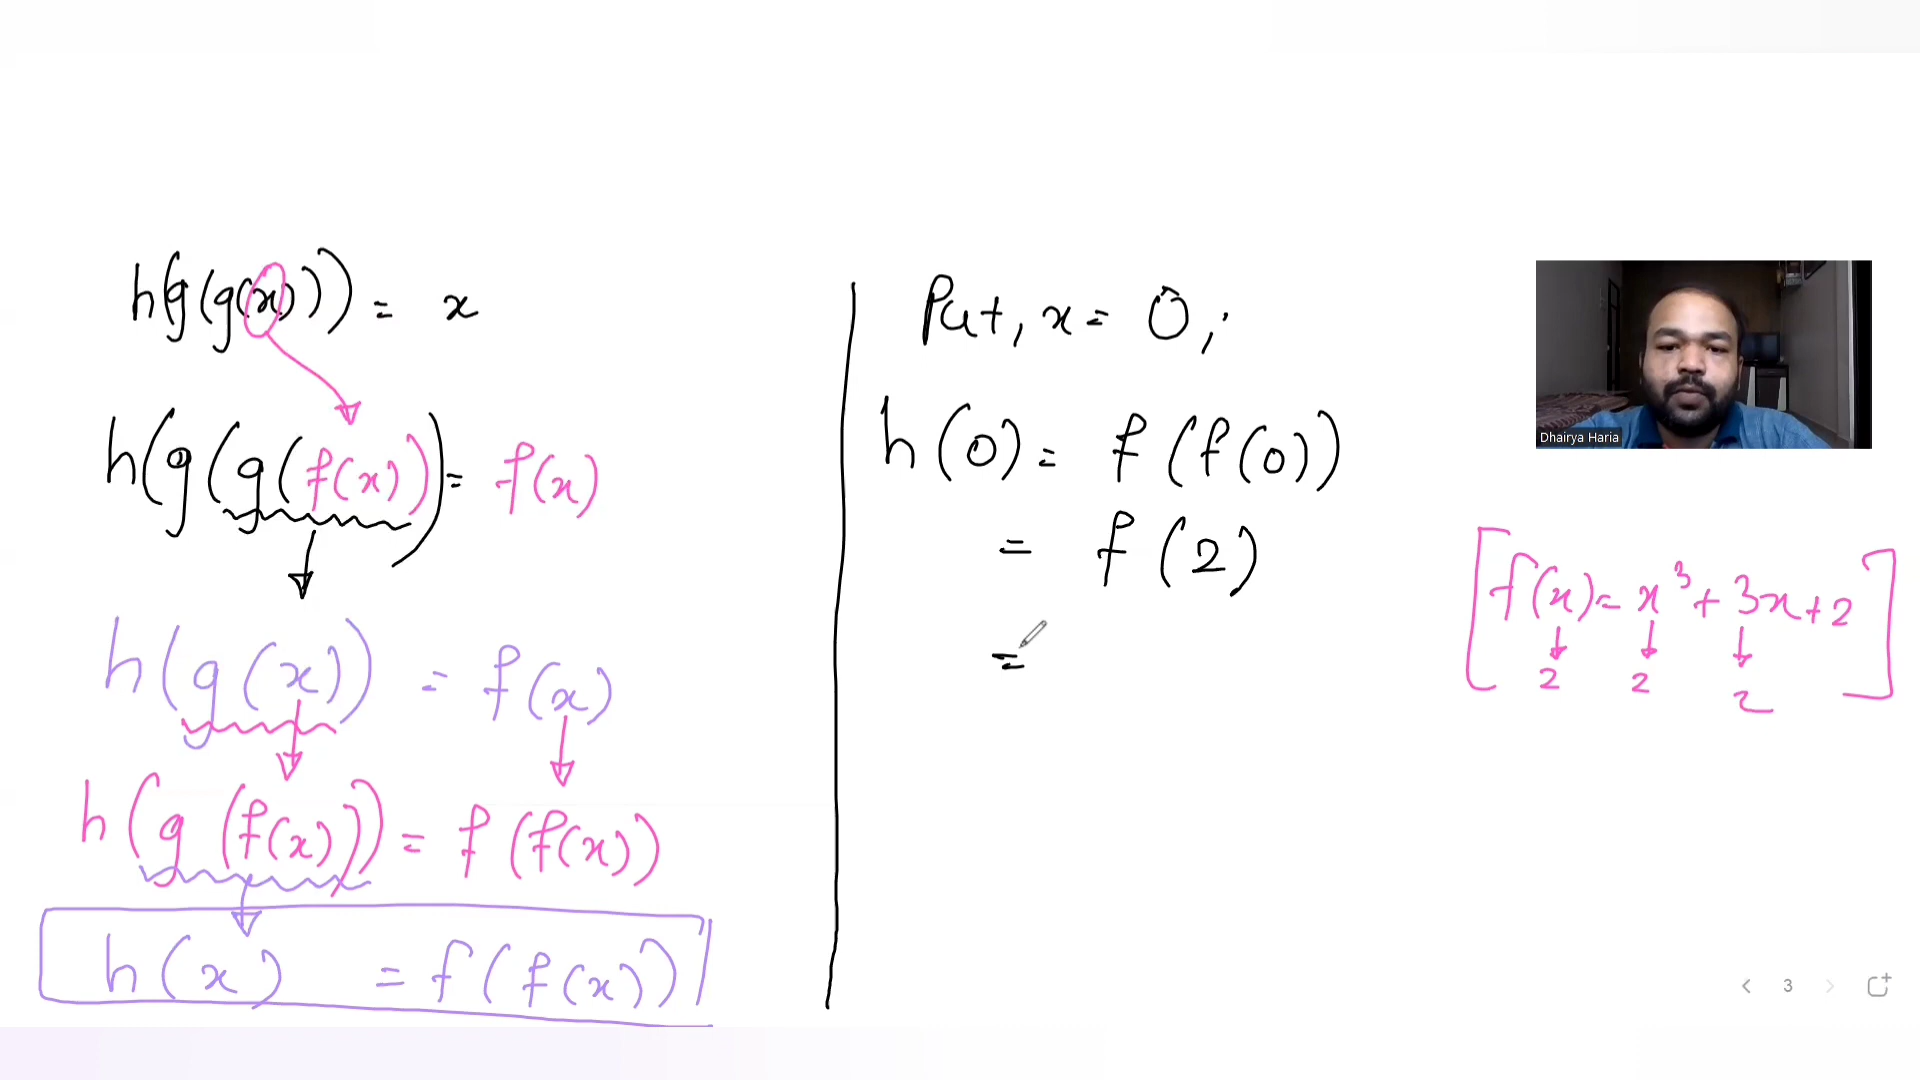 h(g(g(x))) = x
h(g(g(f(x))) = f(x)
h(g(x)) = f(x)
h(g(f(x))) = f(f(x))
h(x) = f(f(x))
Put, x = 0;
h(0) = f(f(0))
= f(2)
=
Dhairya Haria
[f(x) = x³ + 3x + 2]
2 2 2
< 3 >